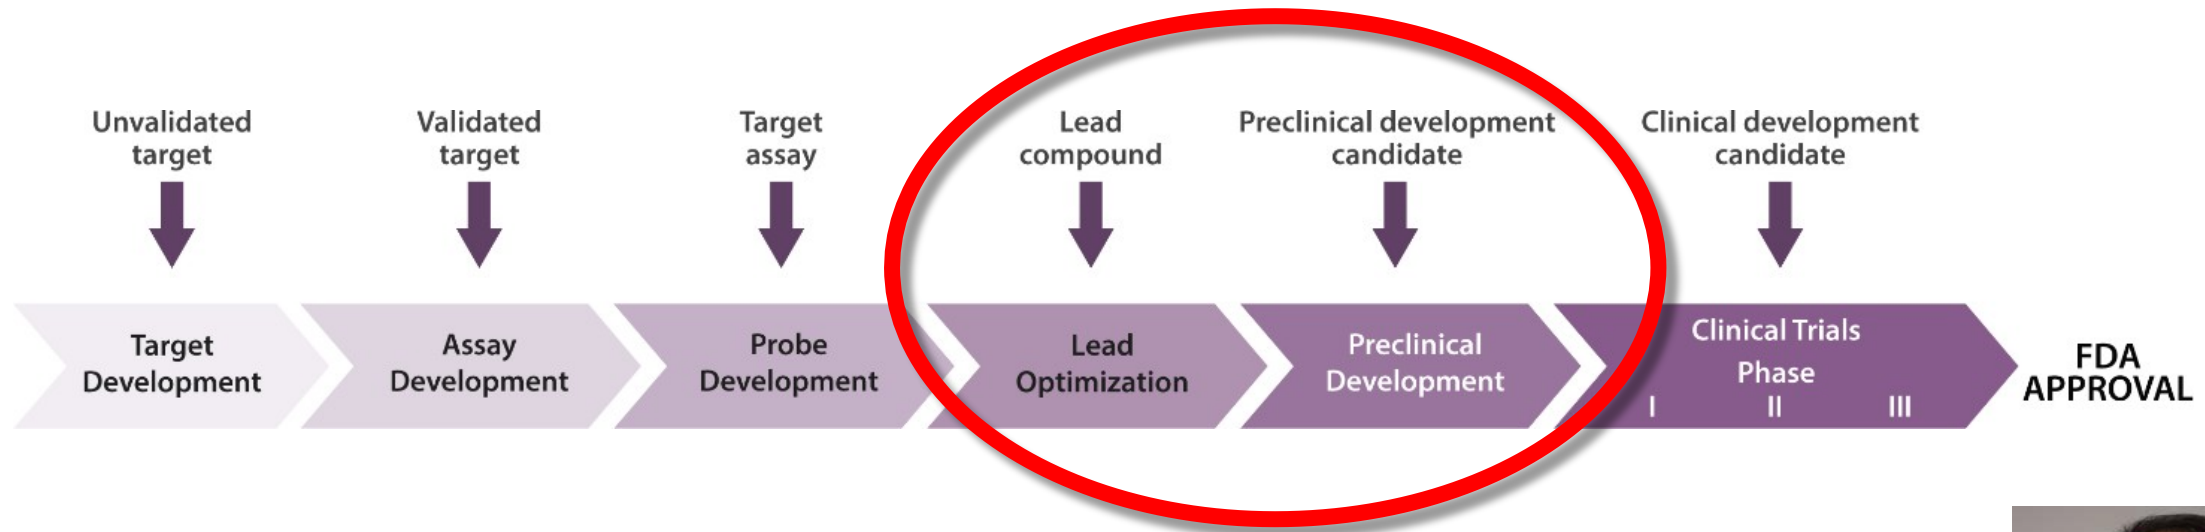 Unvalidated
target
Validated
target
Target
assay
Lead
compound
Preclinical development
candidate
Clinical development
candidate
Target
Development
Assay
Development
Probe
Development
Lead
Optimization
Preclinical
Development
Clinical Trials
Phase
I II III
FDA
APPROVAL